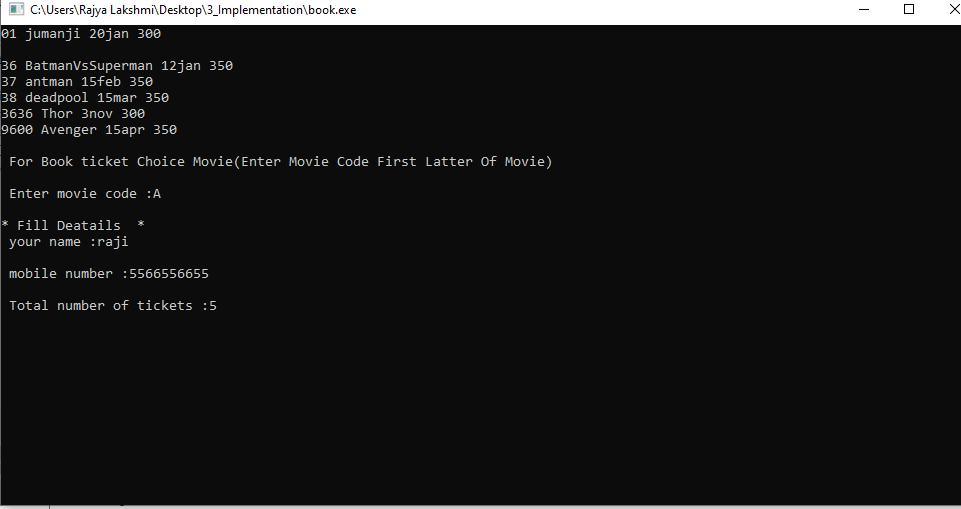 C:\Users\Rajya Lakshmi\Desktop\3_Implementation\book.exe
01 jumanji 20jan 300
36 BatmanVsSuperman 12jan 350
37 antman 15feb 350
38 deadpool 15mar 350
3636 Thor 3nov 300
9600 Avenger 15apr 350
For Book ticket Choice Movie(Enter Movie Code First Latter Of Movie)
Enter movie code :A
* Fill Deatails  *
your name :raji
mobile number :5566556655
Total number of tickets :5